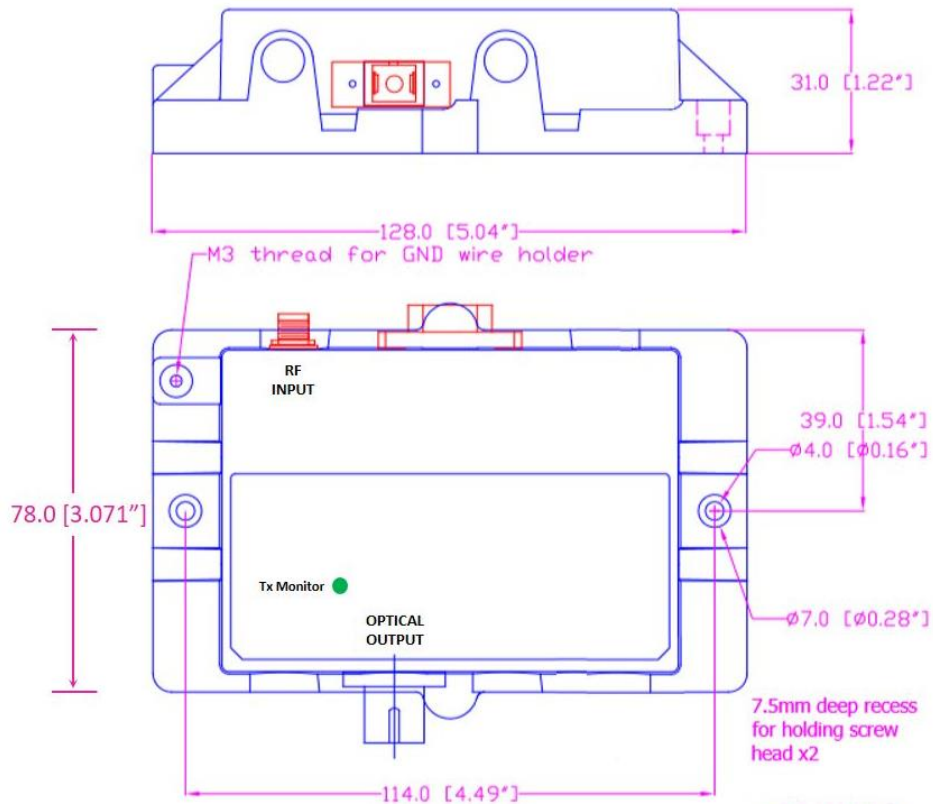 31.0 [1.22"]
128.0 [5.04"]
M3 thread for GND wire holder
RF
INPUT
39.0 [1.54"]
ø4.0 [ø0.16"]
78.0 [3.071”]
Tx Monitor
OPTICAL
OUTPUT
ø7.0 [ø0.28"]
7.5mm deep recess
for holding screw
head x2
114.0 [4.49"]